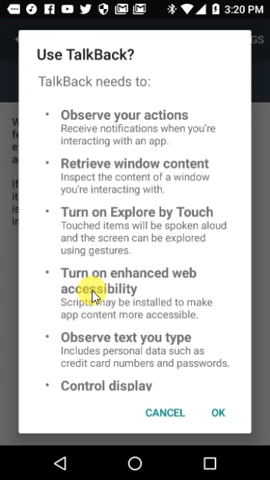 3:20 PM
GS
Use TalkBack?
TalkBack needs to:
• Observe your actions
Receive notifications when you're
interacting with an app.
• Retrieve window content
Inspect the content of a window
you're interacting with.
• Turn on Explore by Touch
Touched items will be spoken aloud
and the screen can be explored
using gestures.
• Turn on enhanced web
accessibility
Scripts may be installed to make
app content more accessible.
• Observe text you type
Includes personal data such as
credit card numbers and passwords.
• Control display
CANCEL OK